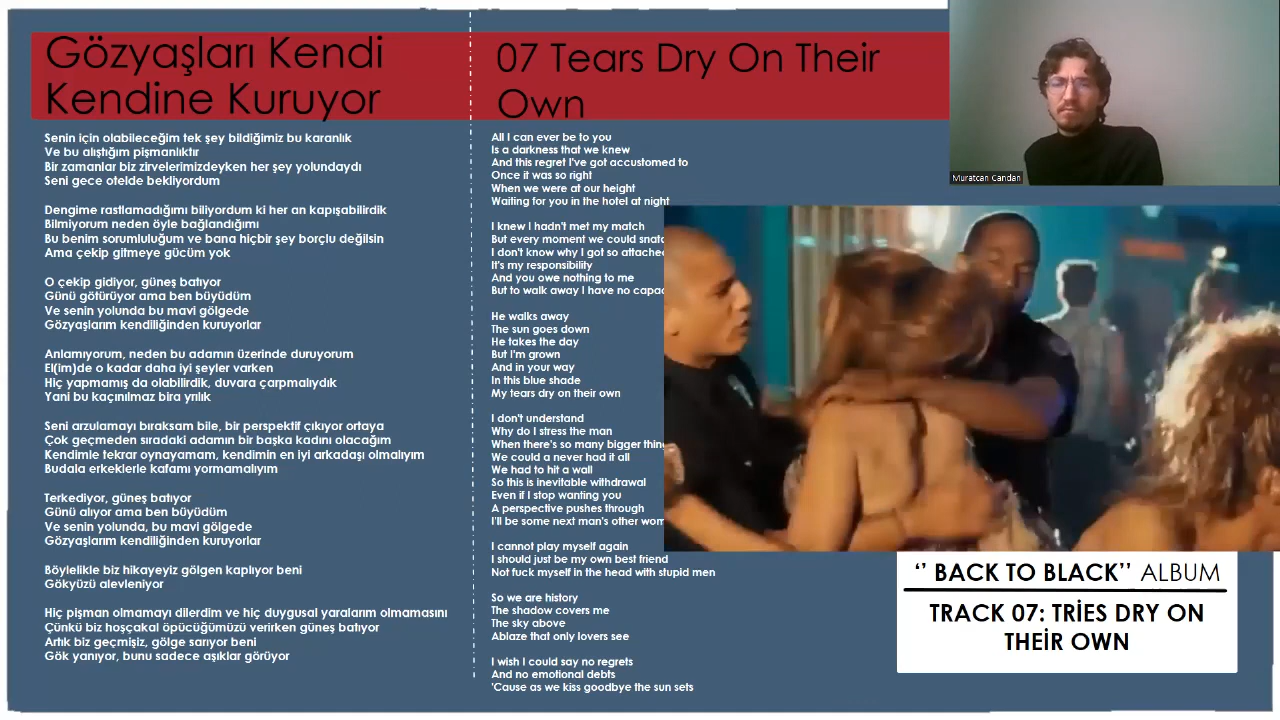 Gözyaşları Kendi
Kendine Kuruyor
Senin için olabileceğim tek şey bildiğimiz bu karanlık
Ve bu alıştığım pişmanlıktır
Bir zamanlar biz zirvelerimizdeyken her şey yolundaydı
Seni gece otelde bekliyordum
Dengime rastlamadığımı biliyordum ki her an kapışabilirdik
Bilmiyorum neden öyle bağlandığımı
Bu benim sorumluluğum ve bana hiçbir şey borçlu değilsin
Ama çekip gitmeye gücüm yok
O çekip gidiyor, güneş batıyor
Günü götürüyor ama ben büyüdüm
Ve senin yolunda bu mavi gölgede
Gözyaşlarım kendiliğinden kuruyorlar
Anlamıyorum, neden bu adamın üzerinde duruyorum
El(im)de o kadar daha iyi şeyler varken
Hiç yapmamış da olabilirdik, duvara çarpmalıydık
Yani bu kaçınılmaz bira yrılık
Seni arzulamayı bıraksam bile, bir perspektif çıkıyor ortaya
Çok geçmeden sıradaki adamın bir başka kadını olacağım
Kendimle tekrar oynayamam, kendimin en iyi arkadaşı olmalıyım
Budala erkeklerle kafamı yormamalıyım
Terkediyor, güneş batıyor
Günü alıyor ama ben büyüdüm
Ve senin yolunda, bu mavi gölgede
Gözyaşlarım kendiliğinden kuruyorlar
Böylelikle biz hikayeyiz gölgen kaplıyor beni
Gökyüzü alevleniyor
Hiç pişman olmamayı dilerdim ve hiç duygusal yaralarım olmamasını
Çünkü biz hoşçakal öpücüğümüzü verirken güneş batıyor
Artık biz geçmişiz, gölge sarıyor beni
Gök yanıyor, bunu sadece aşıklar görüyor
07 Tears Dry On Their
Own
All I can ever be to you
Is a darkness that we knew
And this regret I've got accustomed to
Once it was so right
When we were at our height
Waiting for you in the hotel at night
I knew I hadn't met my match
But every moment we could snatc
I don't know why I got so attache
It's my responsibility
And you owe nothing to me
But to walk away I have no capac
He walks away
The sun goes down
He takes the day
But I'm grown
And in your way
In this blue shade
My tears dry on their own
I don't understand
Why do I stress the man
When there's so many bigger thing
We could a never had it all
We had to hit a wall
So this is inevitable withdrawal
Even if I stop wanting you
A perspective pushes through
I'll be some next man's other wom
I cannot play myself again
I should just be my own best friend
Not fuck myself in the head with stupid men
So we are history
The shadow covers me
The sky above
Ablaze that only lovers see
I wish I could say no regrets
And no emotional debts
'Cause as we kiss goodbye the sun sets
Muratcan Candan
‘’ BACK TO BLACK’’ ALBUM
TRACK 07: TRİES DRY ON
THEİR OWN